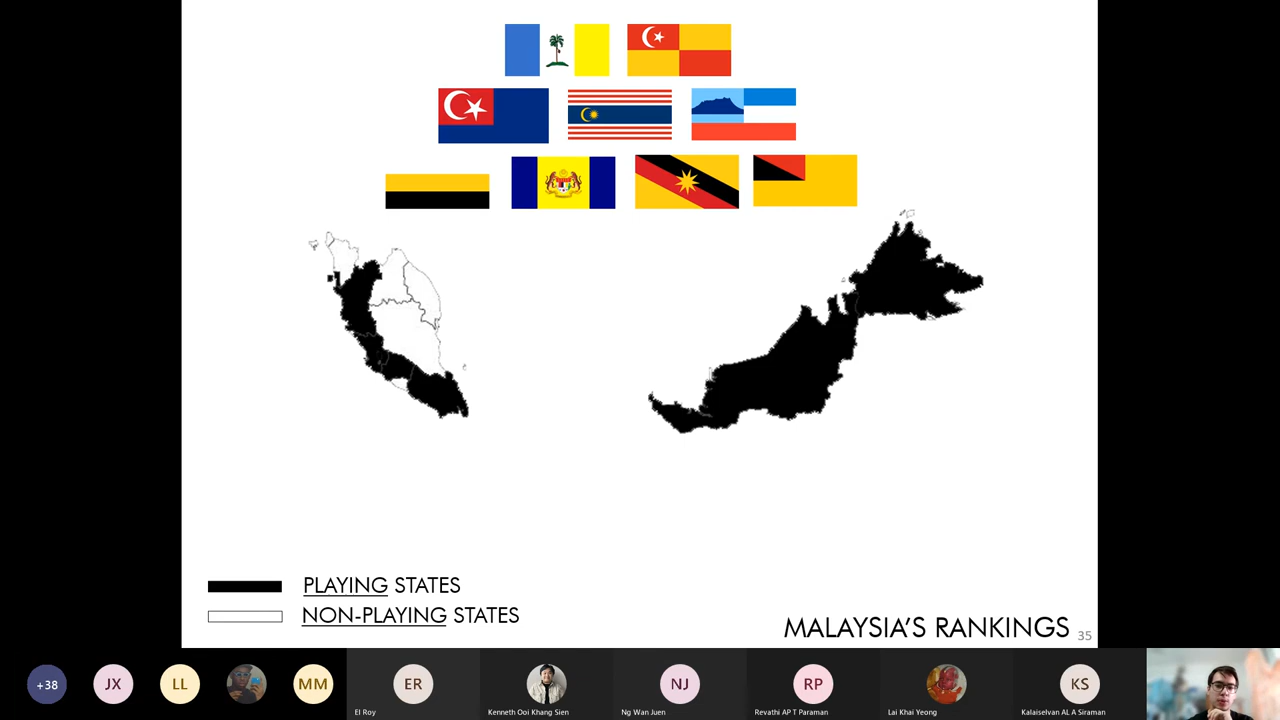 PLAYING STATES
NON-PLAYING STATES
MALAYSIA'S RANKINGS 35
+38
JX
LL
MM
ER
NJ
RP
KS
El Roy
Kenneth Ooi Khang Sien
Ng Wan Juen
Revathi AP T Paraman
Lai Khai Yeong
Kalaiselvan AL A Siraman